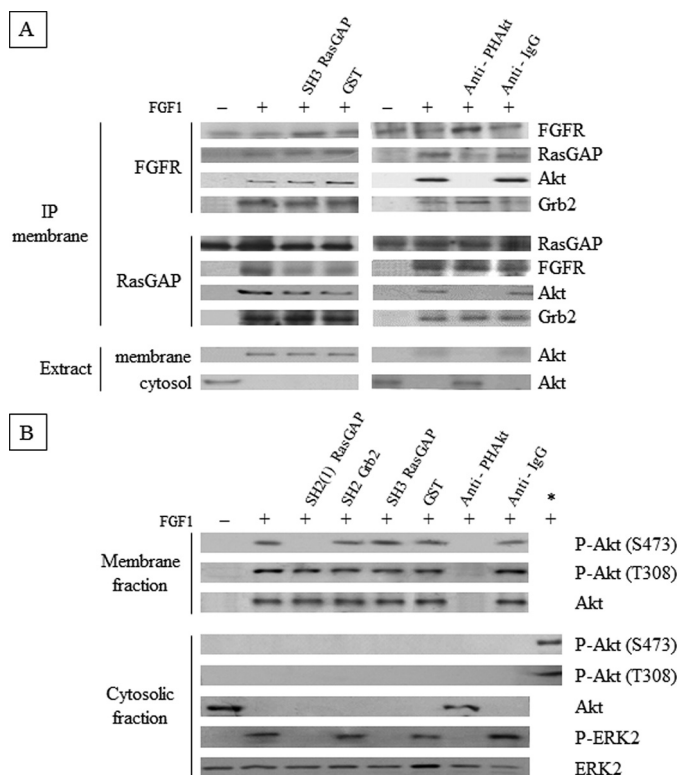 A
SH3 RasGAP
GST
Anti - PHAkt
Anti - IgG
FGF1 – + + + – + + +
IP membrane
FGFR
FGFR
RasGAP
Akt
Grb2
RasGAP
RasGAP
FGFR
Akt
Grb2
Extract
membrane
Akt
cytosol
Akt
B
SH2(1) RasGAP
SH2 Grb2
SH3 RasGAP
GST
Anti - PHAkt
Anti - IgG
*
FGF1 – + + + + + + + +
Membrane fraction
P-Akt (S473)
P-Akt (T308)
Akt
Cytosolic fraction
P-Akt (S473)
P-Akt (T308)
Akt
P-ERK2
ERK2